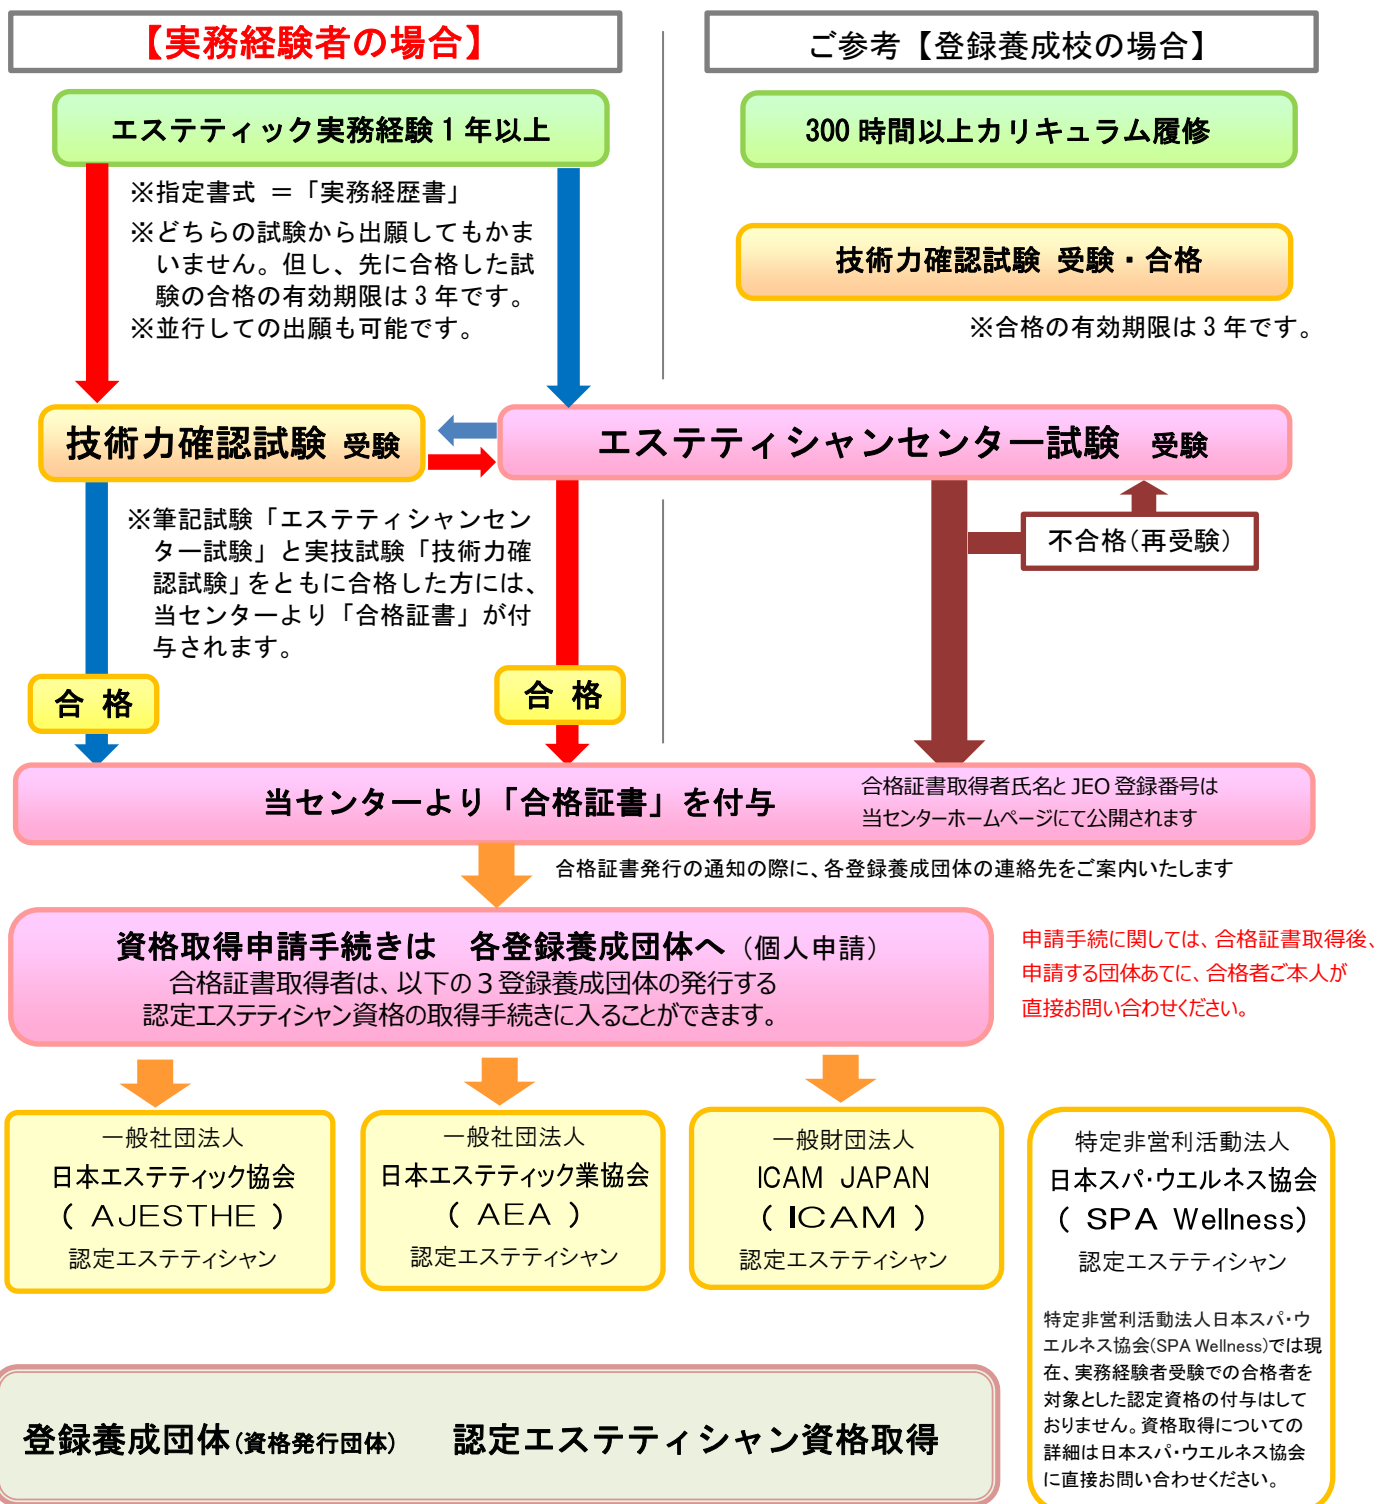 【実務経験者の場合】
ご参考【登録養成校の場合】
エステティック実務経験1年以上
300時間以上カリキュラム履修
※指定書式 ＝「実務経歴書」
※どちらの試験から出願してもかま
いません。但し、先に合格した試
験の合格の有効期限は3年です。
※並行しての出願も可能です。
技術力確認試験 受験・合格
※合格の有効期限は3年です。
技術力確認試験 受験
エステティシャンセンター試験 受験
※筆記試験「エステティシャンセン
ター試験」と実技試験「技術力確
認試験」をともに合格した方には、
当センターより「合格証書」が付
与されます。
不合格（再受験）
合 格
合 格
当センターより「合格証書」を付与
合格証書取得者氏名とJEO登録番号は
当センターホームページにて公開されます
合格証書発行の通知の際に、各登録養成団体の連絡先をご案内いたします
資格取得申請手続きは 各登録養成団体へ（個人申請）
合格証書取得者は、以下の3登録養成団体の発行する
認定エステティシャン資格の取得手続きに入ることができます。
申請手続に関しては、合格証書取得後、
申請する団体あてに、合格者ご本人が
直接お問い合わせください。
一般社団法人
日本エステティック協会
（ AJESTHE ）
認定エステティシャン
一般社団法人
日本エステティック業協会
（ AEA ）
認定エステティシャン
一般財団法人
ICAM JAPAN
（ ICAM ）
認定エステティシャン
特定非営利活動法人
日本スパ・ウエルネス協会
（ SPA Wellness）
認定エステティシャン
特定非営利活動法人日本スパ・ウ
エルネス協会(SPA Wellness)では現
在、実務経験者受験での合格者を
対象とした認定資格の付与はして
おりません。資格取得についての
詳細は日本スパ・ウエルネス協会
に直接お問い合わせください。
登録養成団体(資格発行団体) 認定エステティシャン資格取得